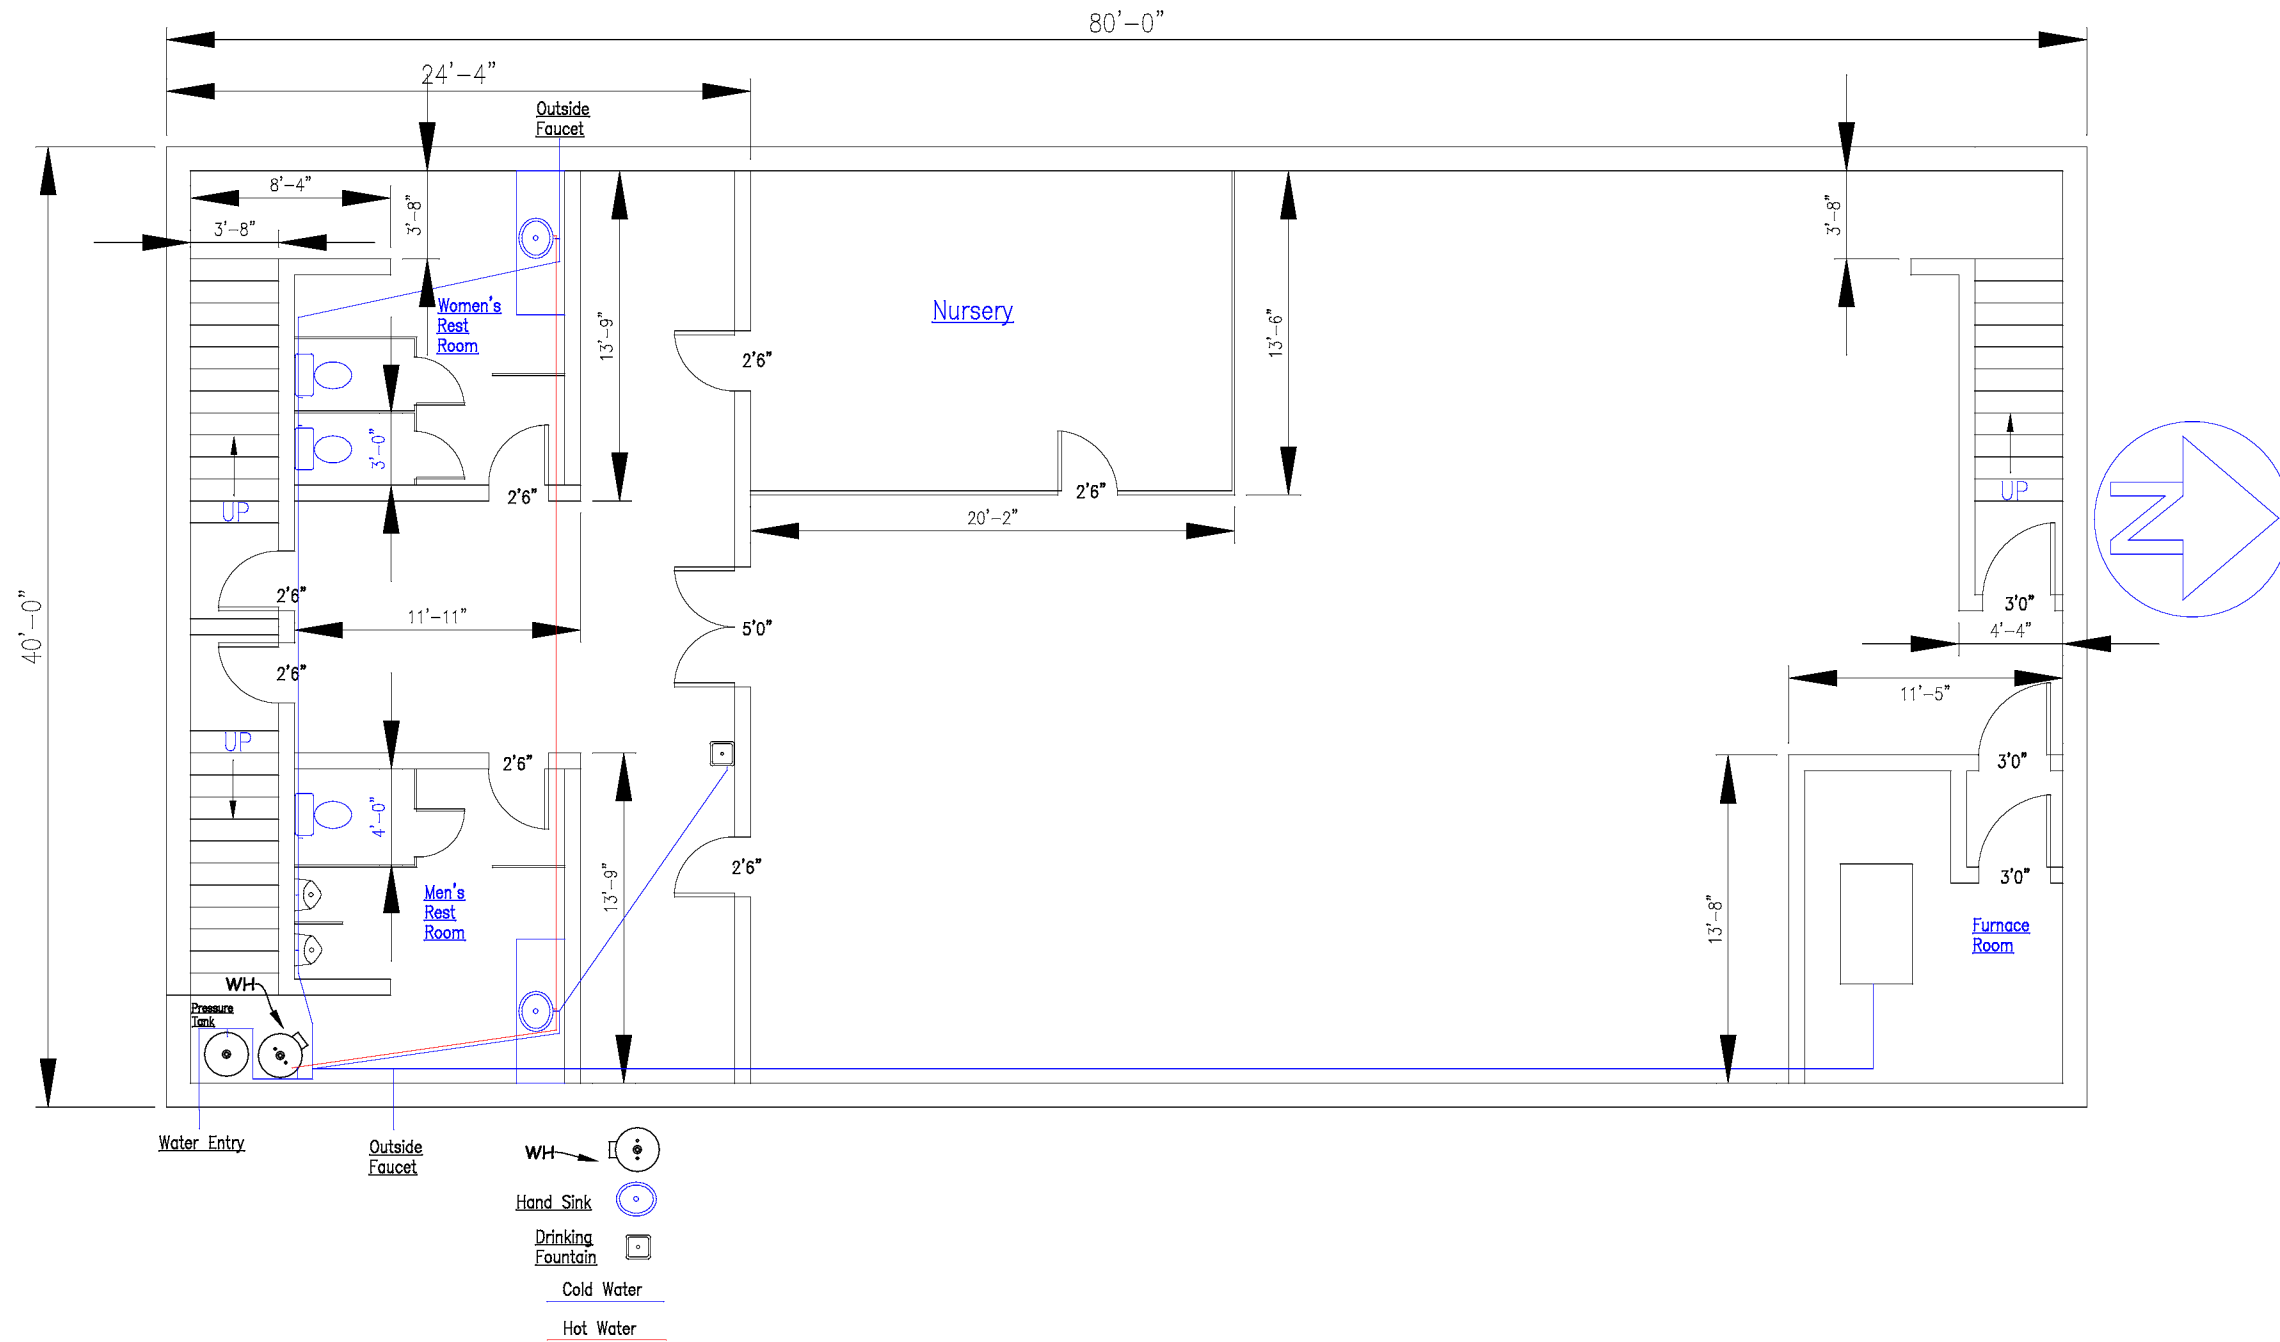 80'-0"
24'-4"
Outside
Faucet
8'-4"
3'-8"
3'-8"
3'-8"
Women's
Rest
Room
13'-9"
Nursery
13'-6"
2'6"
3'-0"
2'6"
2'6"
20'-2"
UP
UP
N
40'-0"
2'6"
11'-11"
5'0"
3'0"
4'-4"
2'6"
11'-5"
UP
2'6"
3'0"
4'-0"
2'6"
3'0"
Men's
Rest
Room
13'-9"
13'-8"
Furnace
Room
WH
Pressure
Tank
Water Entry
Outside
Faucet
WH
Hand Sink
Drinking
Fountain
Cold Water
Hot Water